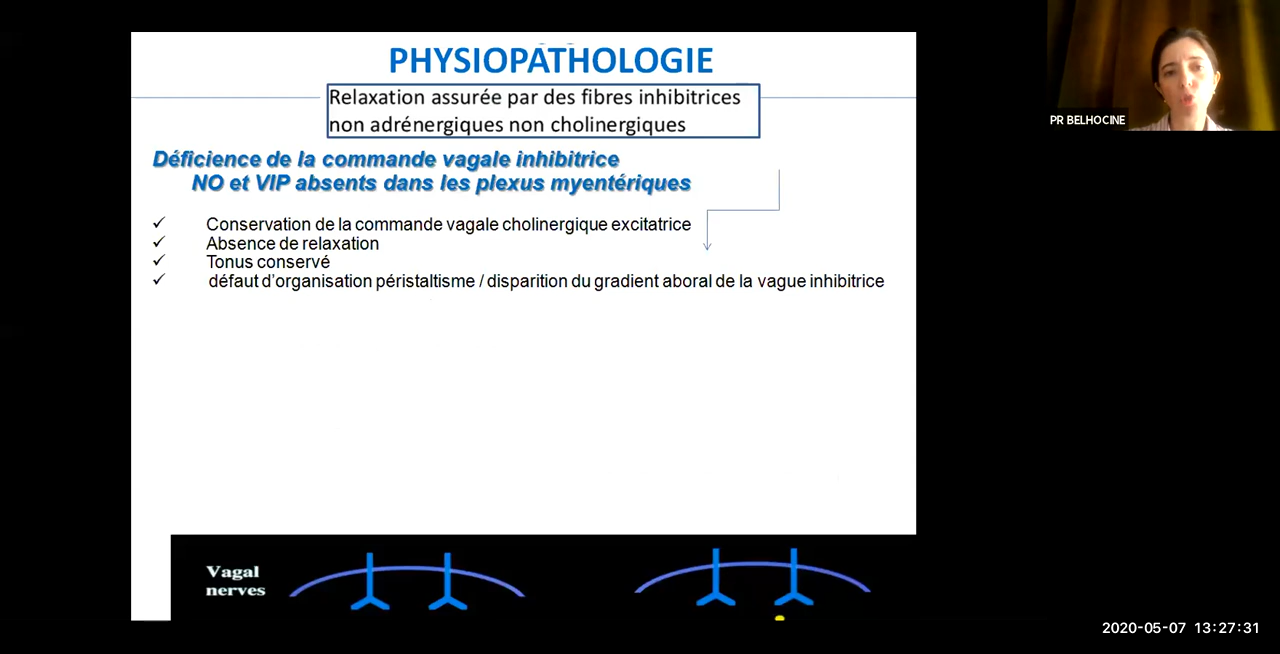 PHYSIOPATHOLOGIE
Relaxation assurée par des fibres inhibitrices
non adrénergiques non cholinergiques
Déficience de la commande vagale inhibitrice
NO et VIP absents dans les plexus myentériques
✓ Conservation de la commande vagale cholinergique excitatrice
✓ Absence de relaxation
✓ Tonus conservé
✓ défaut d'organisation péristaltisme / disparition du gradient aboral de la vague inhibitrice
Vagal
nerves
PR BELHOCINE
2020-05-07 13:27:31